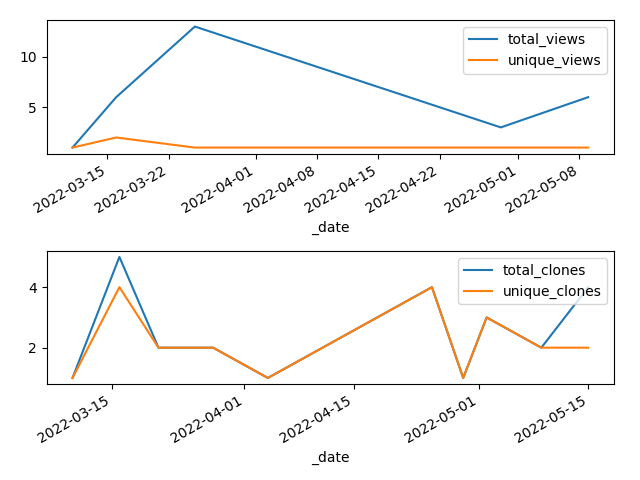 total_views
unique_views
10
5
2022-03-15
2022-03-22
2022-04-01
2022-04-08
2022-04-15
2022-04-22
2022-05-01
2022-05-08
_date
total_clones
unique_clones
4
2
2022-03-15
2022-04-01
2022-04-15
2022-05-01
2022-05-15
_date